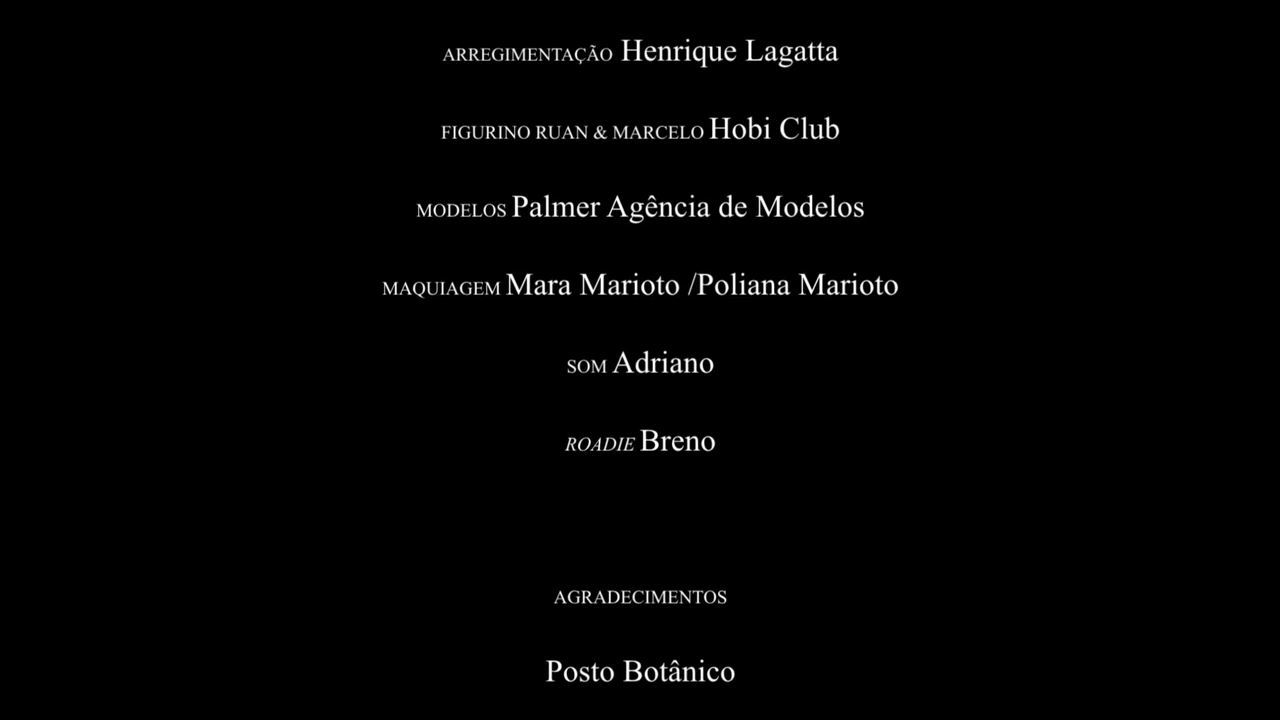 ARREGIMENTAÇÃO Henrique Lagatta
FIGURINO RUAN & MARCELO Hobi Club
MODELOS Palmer Agência de Modelos
MAQUIAGEM Mara Marioto /Poliana Marioto
SOM Adriano
ROADIE Breno
AGRADECIMENTOS
Posto Botânico